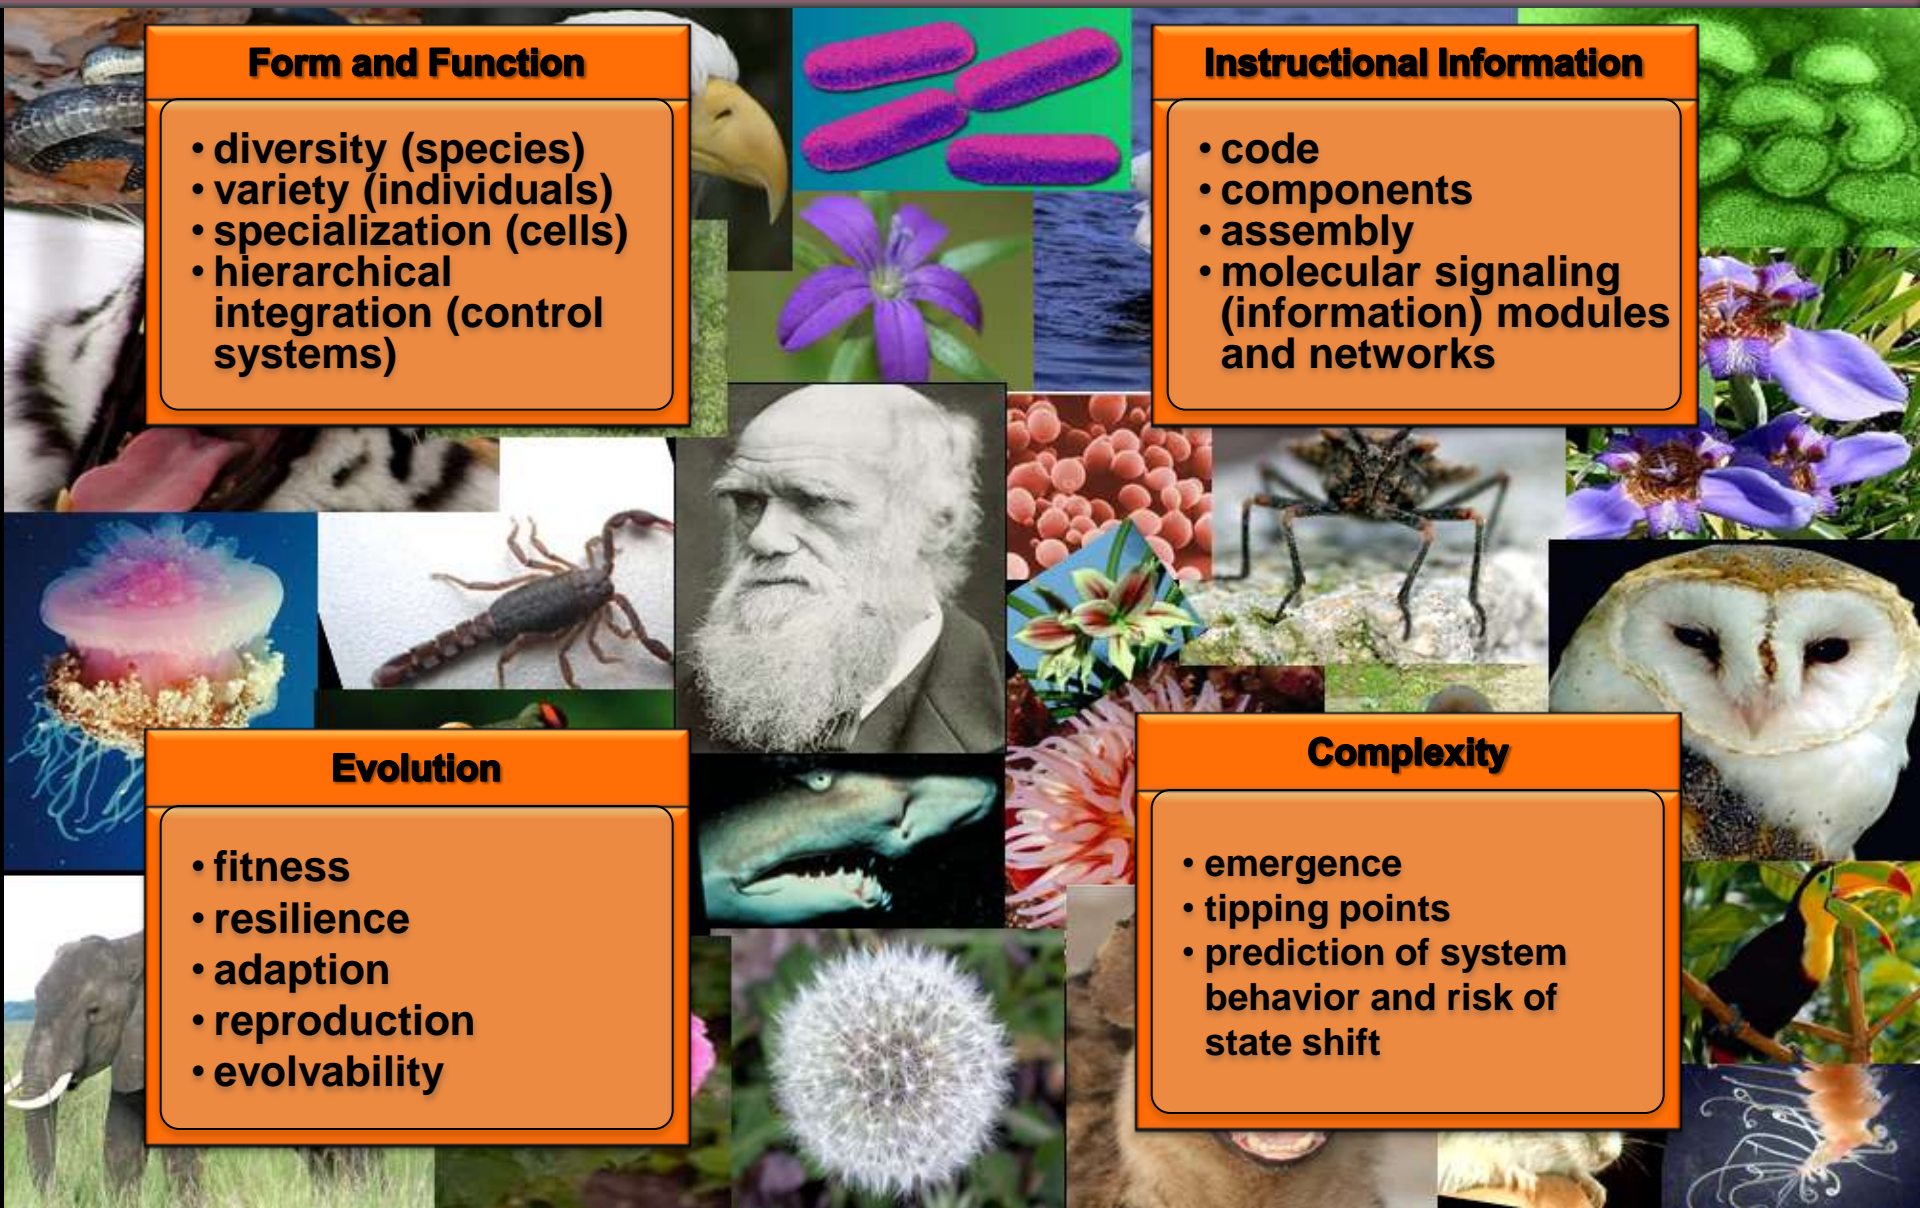 Form and Function
• diversity (species)
• variety (individuals)
• specialization (cells)
• hierarchical
integration (control
systems)
Instructional Information
• code
• components
• assembly
• molecular signaling
(information) modules
and networks
Evolution
• fitness
• resilience
• adaption
• reproduction
• evolvability
Complexity
• emergence
• tipping points
• prediction of system
behavior and risk of
state shift